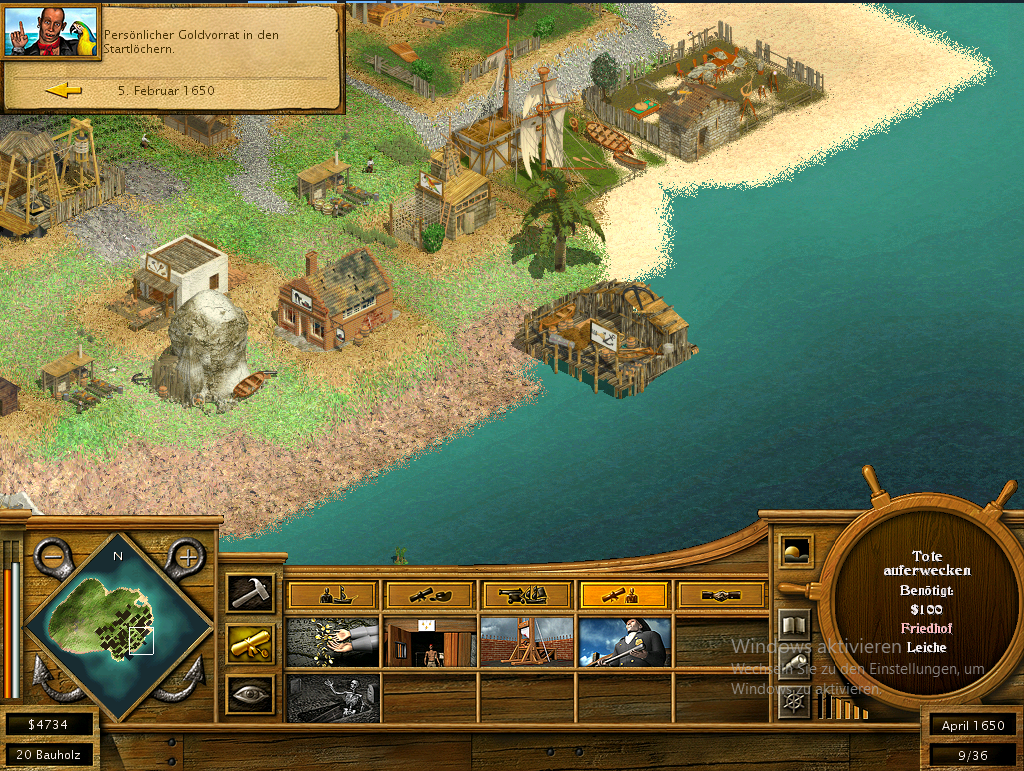 Persönlicher Goldvorrat in den
Startlöchern.
5. Februar 1650
N
Tote
auferwecken
Benötigt:
$100
Friedhof
Leiche
Windows aktivieren
Wechseln Sie zu den Einstellungen, um
Windows zu aktivieren.
$4734
20 Bauholz
April 1650
9/36